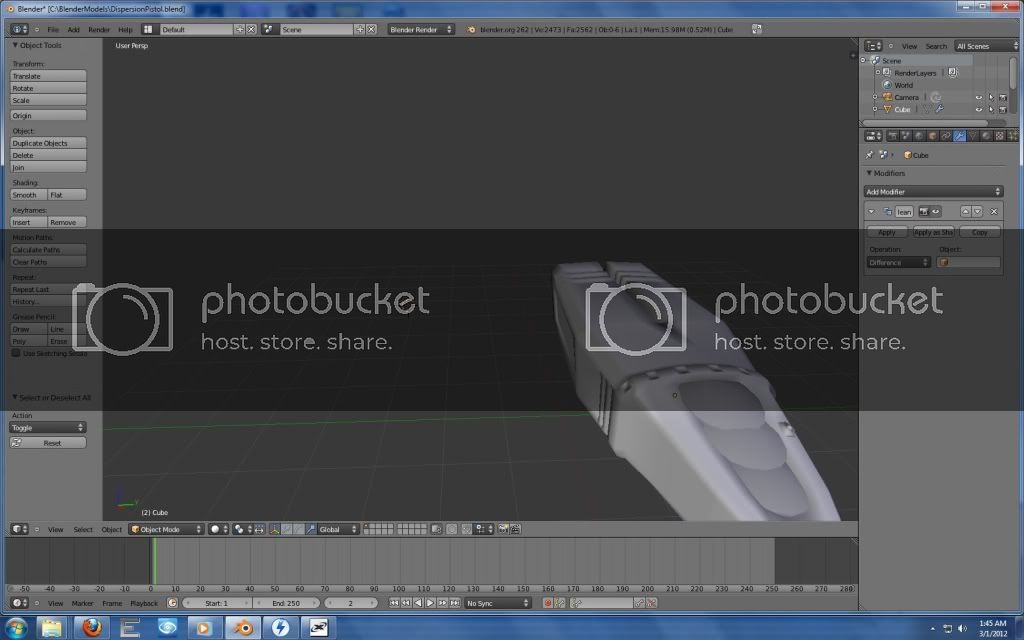 Blender* [C:\BlenderModels\DispersionPistol.blend]
File Add Render Help Default Scene Blender Render blender.org 262 | Ve:2473 | Fa:2562 | Ob:0-6 | La:1 | Mem:15.98M (0.52M) | Cube
Object Tools
User Persp
View Search All Scenes
Transform:
Translate
Rotate
Scale
Origin
Object:
Duplicate Objects
Delete
Join
Shading:
Smooth Flat
Keyframes:
Insert Remove
Motion Paths:
Calculate Paths
Clear Paths
Repeat:
Repeat Last
History...
Grease Pencil:
Draw Line
Poly Erase
Use Sketching
Select or Deselect All
Action
Toggle
Reset
Scene
RenderLayers
World
Camera
Cube
Cube
Modifiers
Add Modifier
lean
Apply Apply as Sha Copy
Operation: Object:
Difference
photobucket
host. store. share.
photobucket
host. store. share.
(2) Cube
View Select Object Object Mode Global
-50 -40 -30 -20 -10 0 10 20 30 40 50 60 70 80 90 100 110 120 130 140 150 160 170 180 190 200 210 220 230 240 250 260 270 280
View Marker Frame Playback Start: 1 End: 250 2 No Sync
1:45 AM
3/1/2012